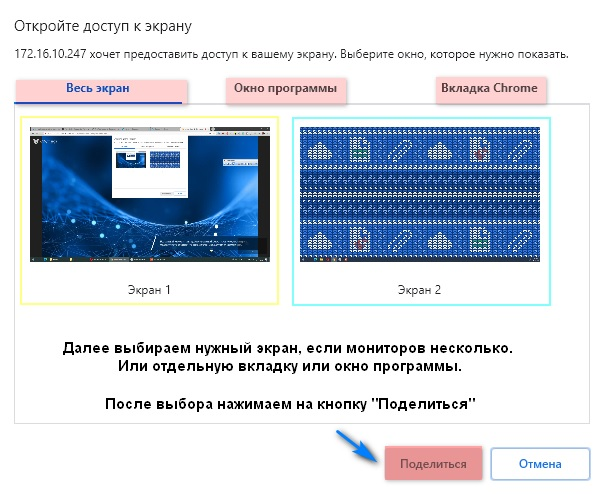 Откройте доступ к экрану
172.16.10.247 хочет предоставить доступ к вашему экрану. Выберите окно, которое нужно показать.
Весь экран
Окно программы
Вкладка Chrome
Экран 1
Экран 2
Далее выбираем нужный экран, если мониторов несколько.
Или отдельную вкладку или окно программы.
После выбора нажимаем на кнопку "Поделиться"
Поделиться
Отмена